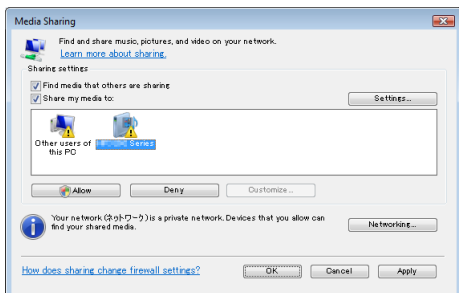 Media Sharing
Find and share music, pictures, and video on your network.
Learn more about sharing.
Sharing settings
Find media that others are sharing
Share my media to:
Settings...
Other users of
this PC
Series
Allow
Deny
Customize...
Your network (ネットワーク) is a private network. Devices that you allow can
find your shared media.
Networking...
How does sharing change firewall settings?
OK
Cancel
Apply